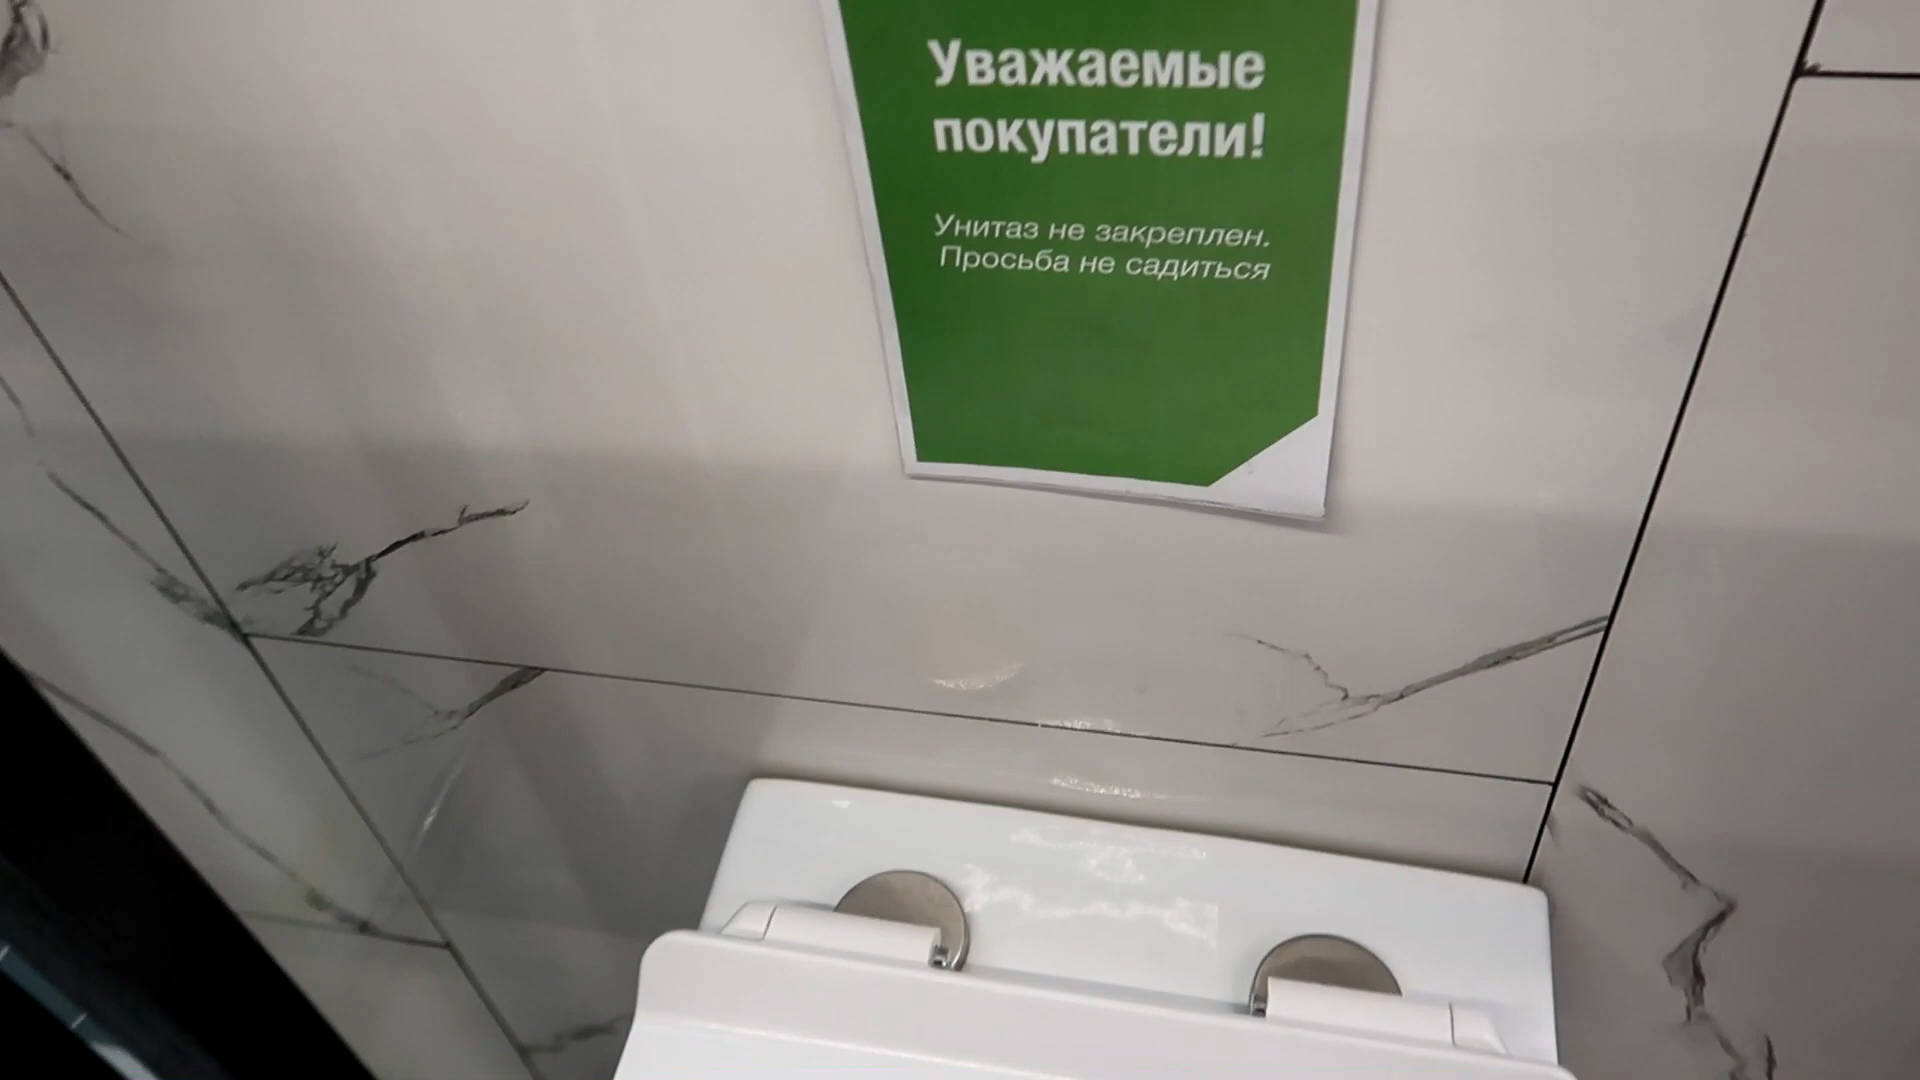 Уважаемые
покупатели!
Унитаз не закреплен.
Просьба не садиться